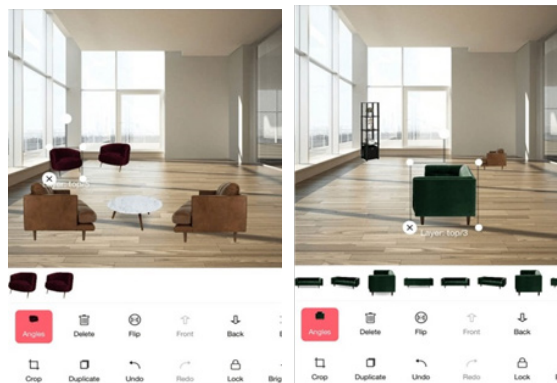 Layer: top/5
Angles
Delete
Flip
Front
Back
Crop
Duplicate
Undo
Redo
Lock
Brig
Layer: top/3
Angles
Delete
Flip
Front
Back
Crop
Duplicate
Undo
Redo
Lock